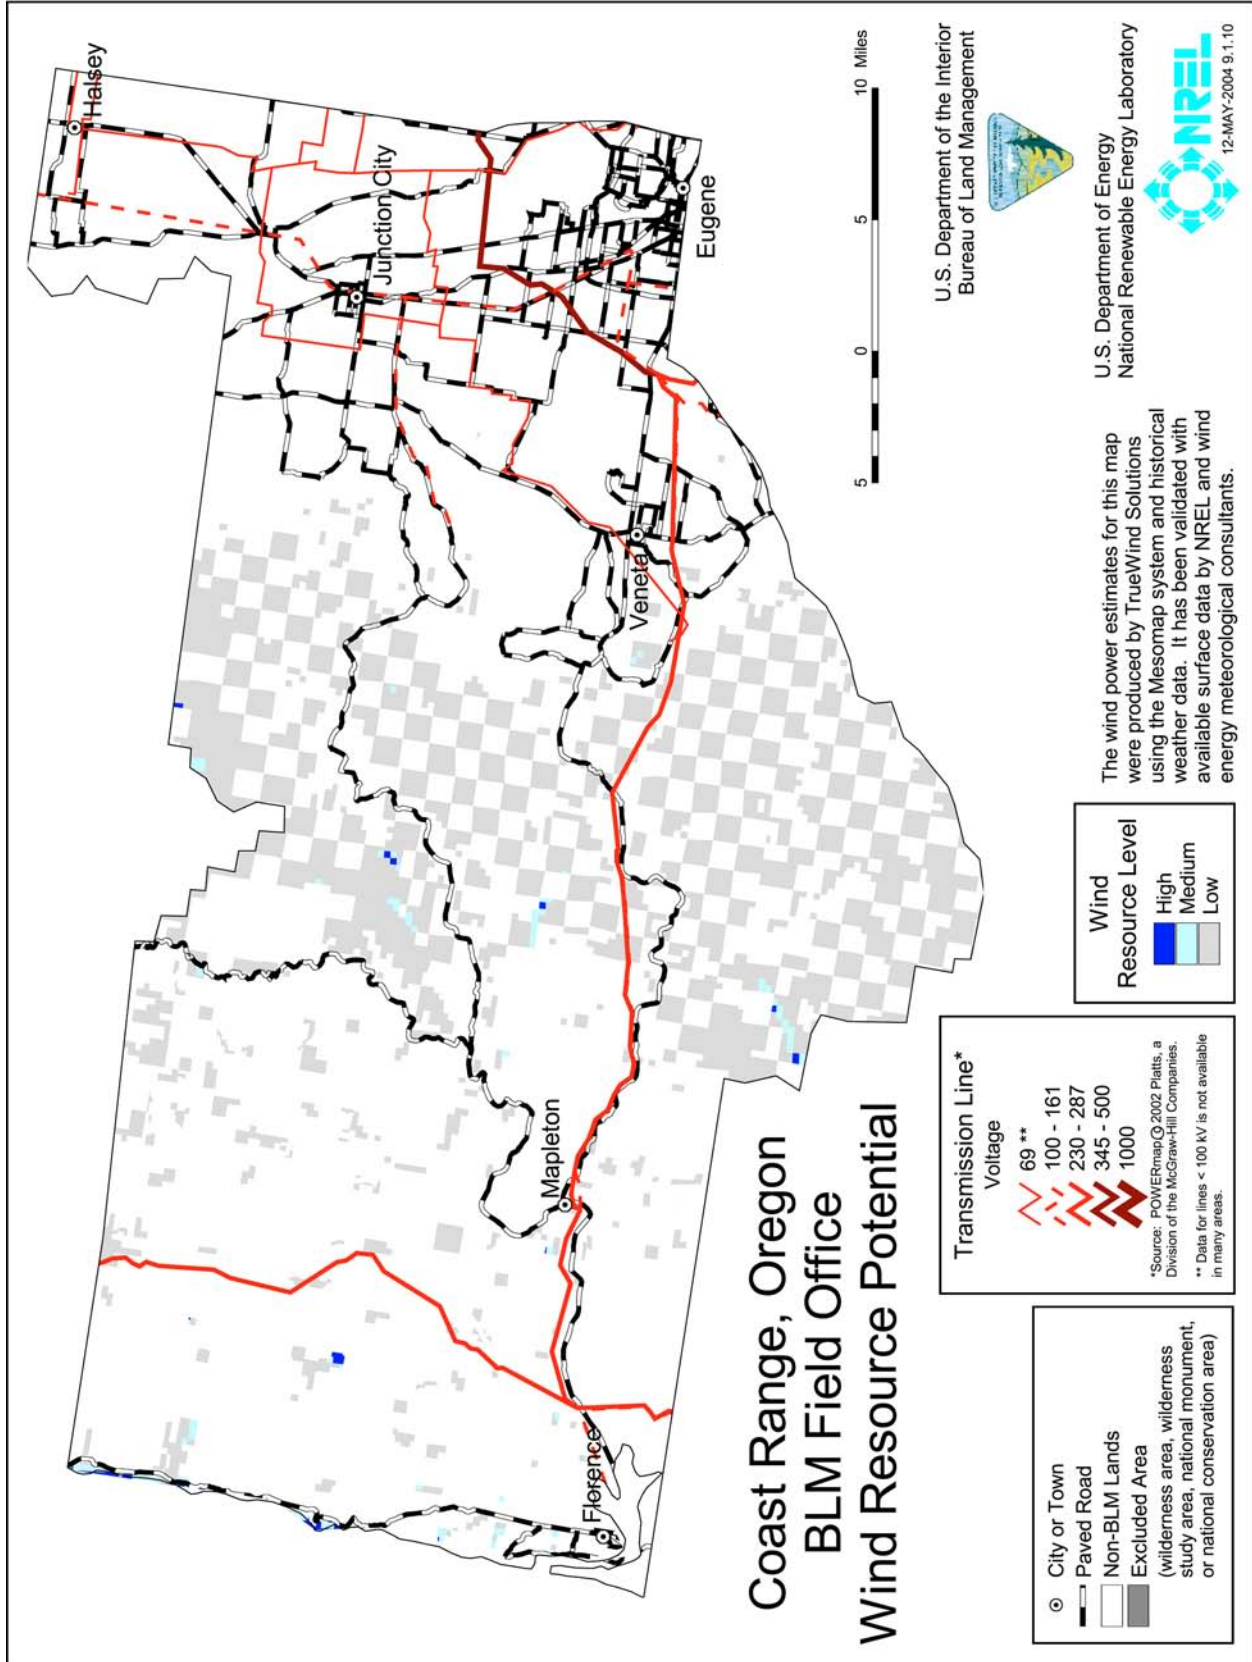 Halsey
Junction City
Eugene
Veneta
Mapleton
Florence
Coast Range, Oregon
BLM Field Office
Wind Resource Potential
5 0 5 10 Miles
U.S. Department of the Interior
Bureau of Land Management
U.S. Department of Energy
National Renewable Energy Laboratory
NREL
12-MAY-2004 9.1.10
The wind power estimates for this map
were produced by TrueWind Solutions
using the Mesomap system and historical
weather data. It has been validated with
available surface data by NREL and wind
energy meteorological consultants.
Wind
Resource Level
High
Medium
Low
Transmission Line*
Voltage
69 **
100 - 161
230 - 287
345 - 500
1000
*Source: POWERmap, © 2002 Platts, a
Division of the McGraw-Hill Companies.
** Data for lines < 100 kV is not available
in many areas.
City or Town
Paved Road
Non-BLM Lands
Excluded Area
(wilderness area, wilderness
study area, national monument,
or national conservation area)